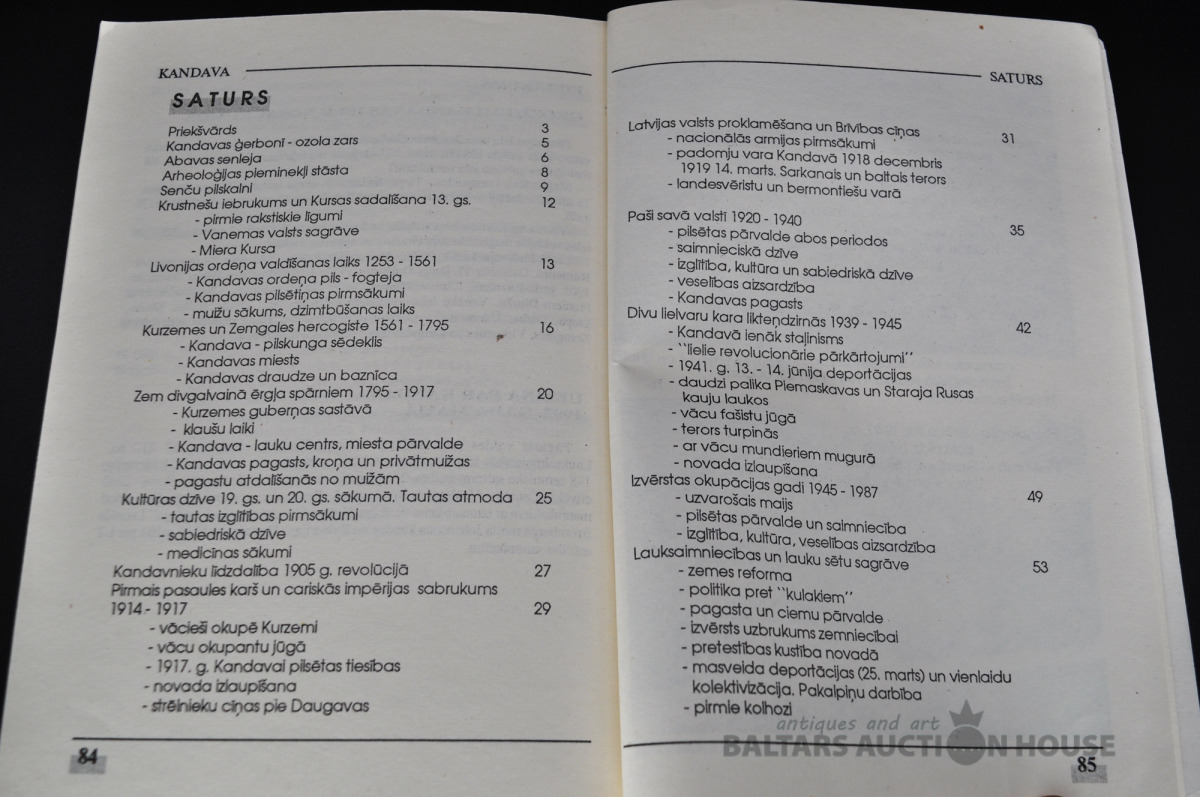 KANDAVA
SATURS
Priekšvārds 3
Kandavas ģerbonī - ozola zars 5
Abavas senleja 6
Arheoloģijas pieminekļi stāsta 8
Senču pilskalni 9
Krustnešu iebrukums un Kursas sadalīšana 13. gs. 12
- pirmie rakstiskie līgumi
- Vanemas valsts sagrāve
- Miera Kursa
Livonijas ordeņa valdīšanas laiks 1253 - 1561 13
- Kandavas ordeņa pils - fogteja
- Kandavas pilsētiņas pirmsākumi
- muižu sākums, dzimtbūšanas laiks
Kurzemes un Zemgales hercogiste 1561 - 1795 16
- Kandava - pilskunga sēdeklis
- Kandavas miests
- Kandavas draudze un baznīca
Zem divgalvainā ērgļa spārniem 1795 - 1917 20
- Kurzemes guberņas sastāvā
- klaušu laiki
- Kandava - lauku centrs, miesta pārvalde
- Kandavas pagasts, kroņa un privātmuižas
- pagastu atdalīšanās no muižām
Kultūras dzīve 19. gs. un 20. gs. sākumā. Tautas atmoda 25
- tautas izglītības pirmsākumi
- sabiedriskā dzīve
- medicīnas sākumi
Kandavnieku līdzdalība 1905 g. revolūcijā 27
Pirmais pasaules karš un cariskās impērijas sabrukums
1914 - 1917 29
- vācieši okupē Kurzemi
- vācu okupantu jūgā
- 1917. g. Kandavai pilsētas tiesības
- novada izlaupīšana
- strēlnieku cīņas pie Daugavas
84
SATURS
Latvijas valsts proklamēšana un Brīvības cīņas 31
- nacionālās armijas pirmsākumi
- padomju vara Kandavā 1918 decembris
1919 14. marts. Sarkanais un baltais terors
- landesvēristu un bermontiešu varā
Paši savā valstī 1920 - 1940 35
- pilsētas pārvalde abos periodos
- saimnieciskā dzīve
- izglītība, kultūra un sabiedriskā dzīve
- veselības aizsardzība
- Kandavas pagasts
Divu lielvaru kara liktendzirnās 1939 - 1945 42
- Kandavā ienāk staļinisms
- ``lielie revolucionārie pārkārtojumi''
- 1941. g. 13. - 14. jūnija deportācijas
- daudzi palika Piemaskavas un Staraja Rusas
kauju laukos
- vācu fašistu jūgā
- terors turpinās
- ar vācu mundieriem mugurā
- novada izlaupīšana
Izvērstas okupācijas gadi 1945 - 1987 49
- uzvarošais maijs
- pilsētas pārvalde un saimniecība
- izglītība, kultūra, veselības aizsardzība
Lauksaimniecības un lauku sētu sagrāve 53
- zemes reforma
- politika pret ``kulakiem''
- pagasta un ciemu pārvalde
- izvērsts uzbrukums zemniecībai
- pretestības kustība novadā
- masveida deportācijas (25. marts) un vienlaidu
kolektivizācija. Pakalpiņu darbība
- pirmie kolhozi
85
antiques and art
BALTARS AUCTION HOUSE